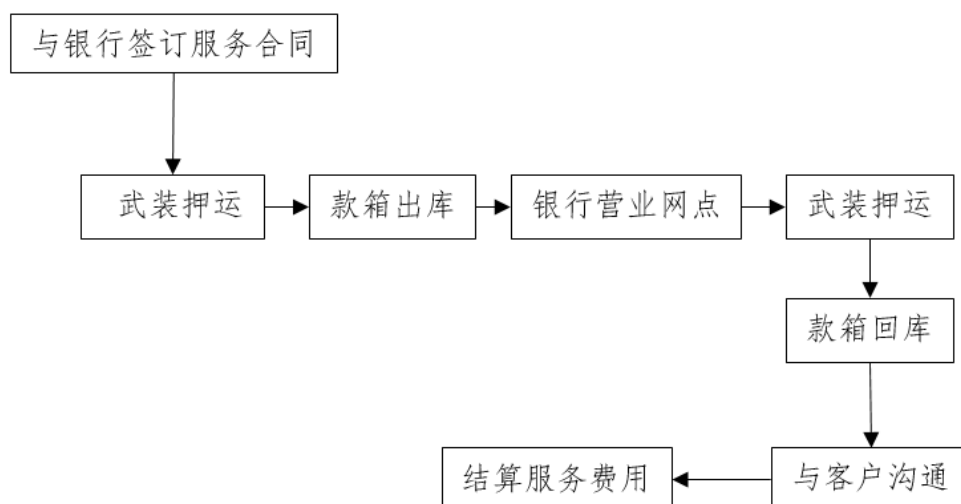 与银行签订服务合同
武装押运
款箱出库
银行营业网点
武装押运
款箱回库
与客户沟通
结算服务费用